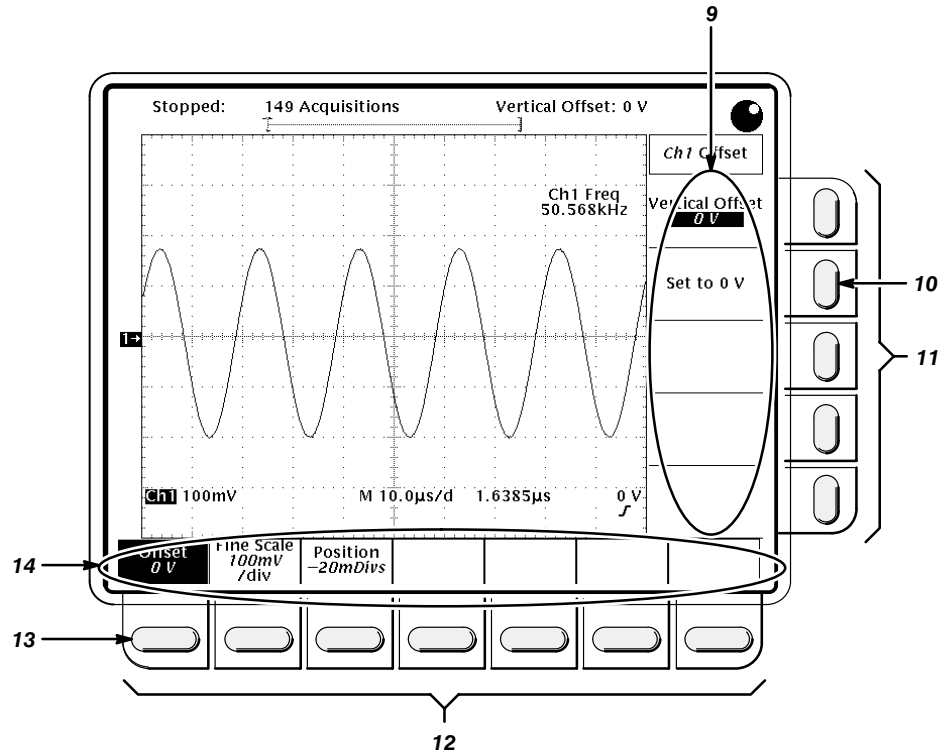 9
Stopped: 149 Acquisitions Vertical Offset: 0 V
Ch1 Offset
Ch1 Freq
50.568kHz
Vertical Offset
0 V
Set to 0 V
10
1→
11
Ch1 100mV M 10.0µs/d 1.6385µs 0 V
Offset
0 V
Fine Scale
100mV
/div
Position
−20mDivs
14
13
12